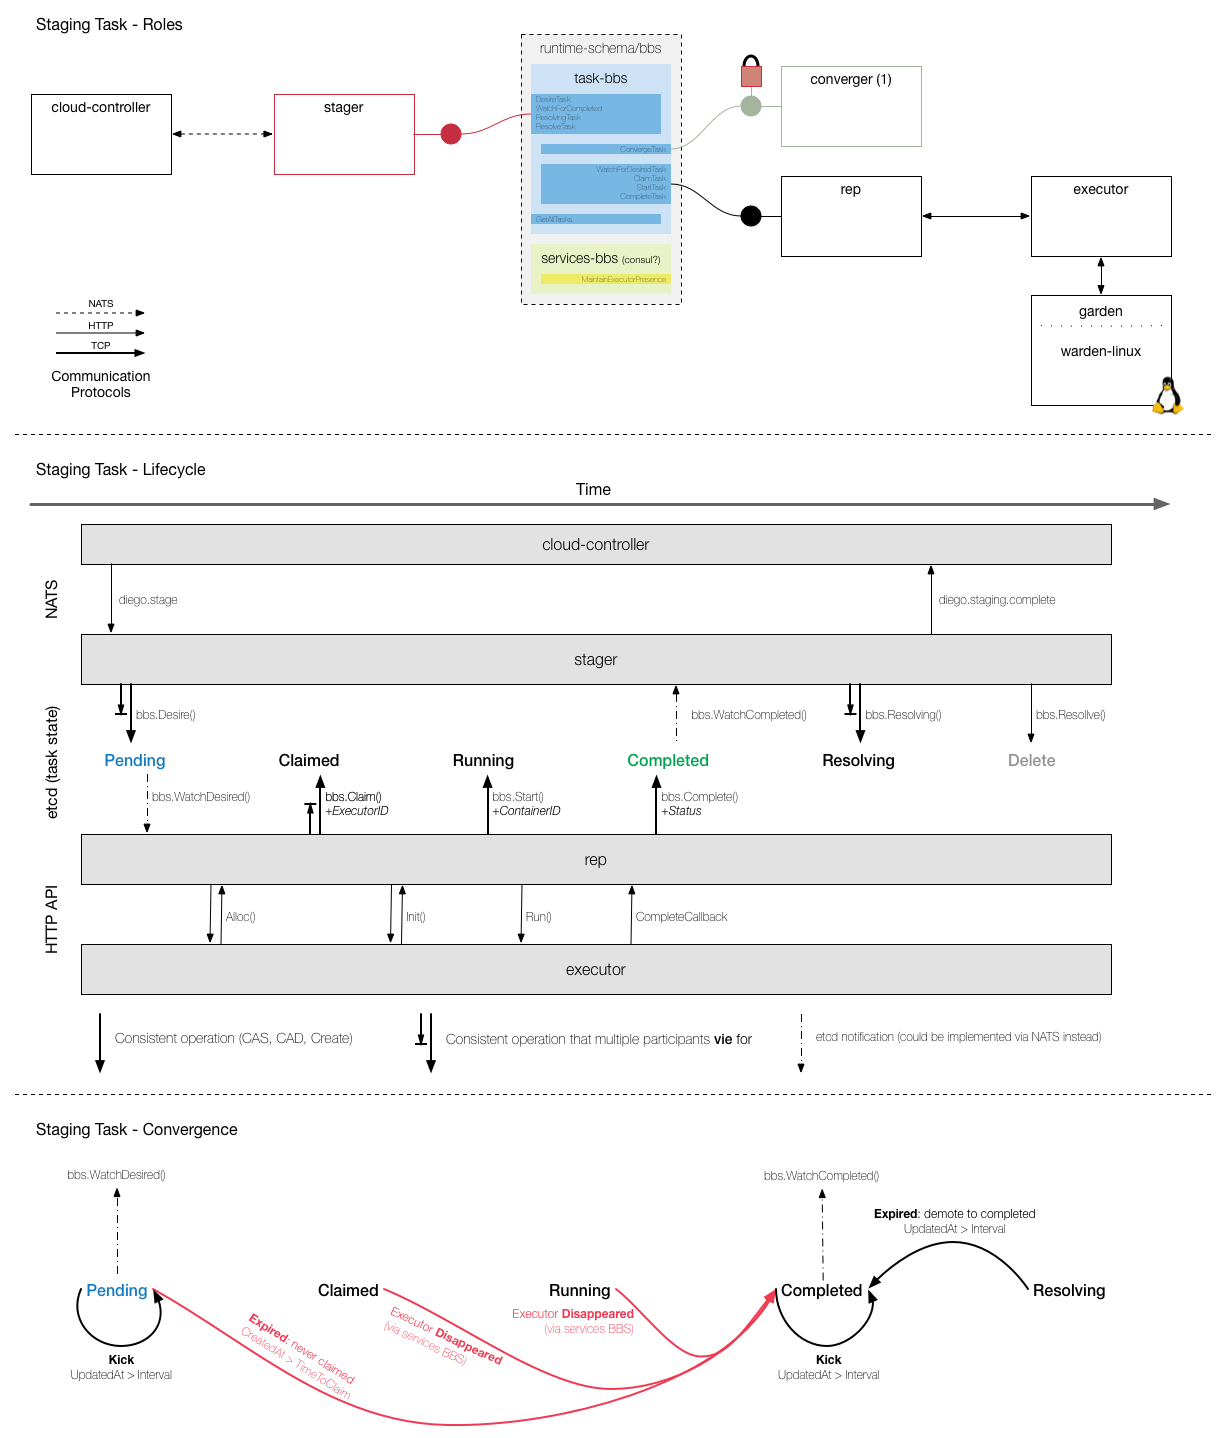 Staging Task - Roles
runtime-schema/bbs
task-bbs
DesireTask
WatchForCompleted
ResolvingTask
ResolveTask
ConvergeTask
WatchForDesiredTask
ClaimTask
StartTask
CompleteTask
GetAllTasks
services-bbs (consul?)
MaintainExecutorPresence
cloud-controller
stager
converger (1)
rep
executor
garden
warden-linux
NATS
HTTP
TCP
Communication
Protocols
Staging Task - Lifecycle
Time
cloud-controller
NATS
diego.stage
diego.staging.complete
stager
etcd (task state)
bbs.Desire()
bbs.WatchCompleted()
bbs.Resolving()
bbs.Resollve()
Pending
Claimed
Running
Completed
Resolving
Delete
bbs.WatchDesired()
bbs.Claim()
+ExecutorID
bbs.Start()
+ContainerID
bbs.Complete()
+Status
rep
HTTP API
Alloc()
Init()
Run()
CompleteCallback
executor
Consistent operation (CAS, CAD, Create)
Consistent operation that multiple participants vie for
etcd notification (could be implemented via NATS instead)
Staging Task - Convergence
bbs.WatchDesired()
bbs.WatchCompleted()
Expired: demote to completed
UpdatedAt > Interval
Pending
Claimed
Running
Completed
Resolving
Expired: never claimed
CreatedAt > TimeToClaim
Executor Disappeared
(via services BBS)
Executor Disappeared
(via services BBS)
Kick
UpdatedAt > Interval
Kick
UpdatedAt > Interval